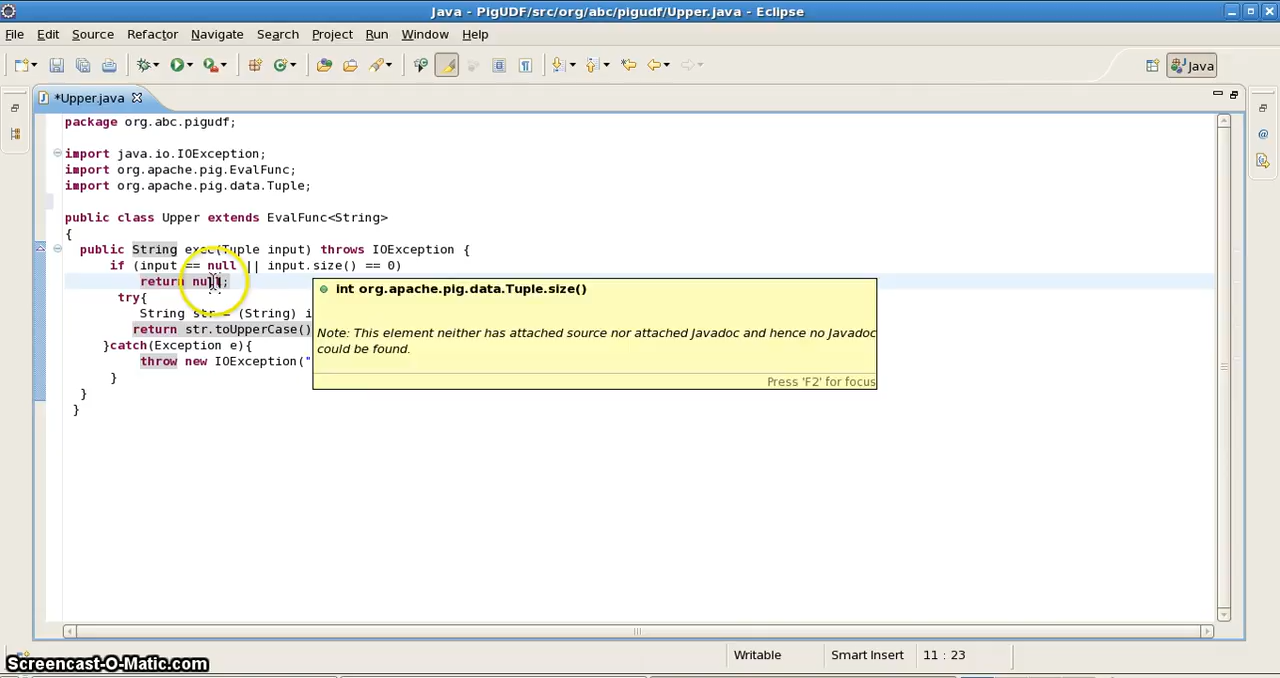 Java - PigUDF/src/org/abc/pigudf/Upper.java - Eclipse
File Edit Source Refactor Navigate Search Project Run Window Help
Java
*Upper.java
package org.abc.pigudf;
import java.io.IOException;
import org.apache.pig.EvalFunc;
import org.apache.pig.data.Tuple;
public class Upper extends EvalFunc<String>
{
public String exec(Tuple input) throws IOException {
if (input == null || input.size() == 0)
return null;
int org.apache.pig.data.Tuple.size()
try{
String str = (String) i
return str.toUpperCase()
Note: This element neither has attached source nor attached Javadoc and hence no Javadoc
could be found.
}catch(Exception e){
throw new IOException("
}
Press 'F2' for focus
}
}
Writable Smart Insert 11 : 23
Screencast-O-Matic.com